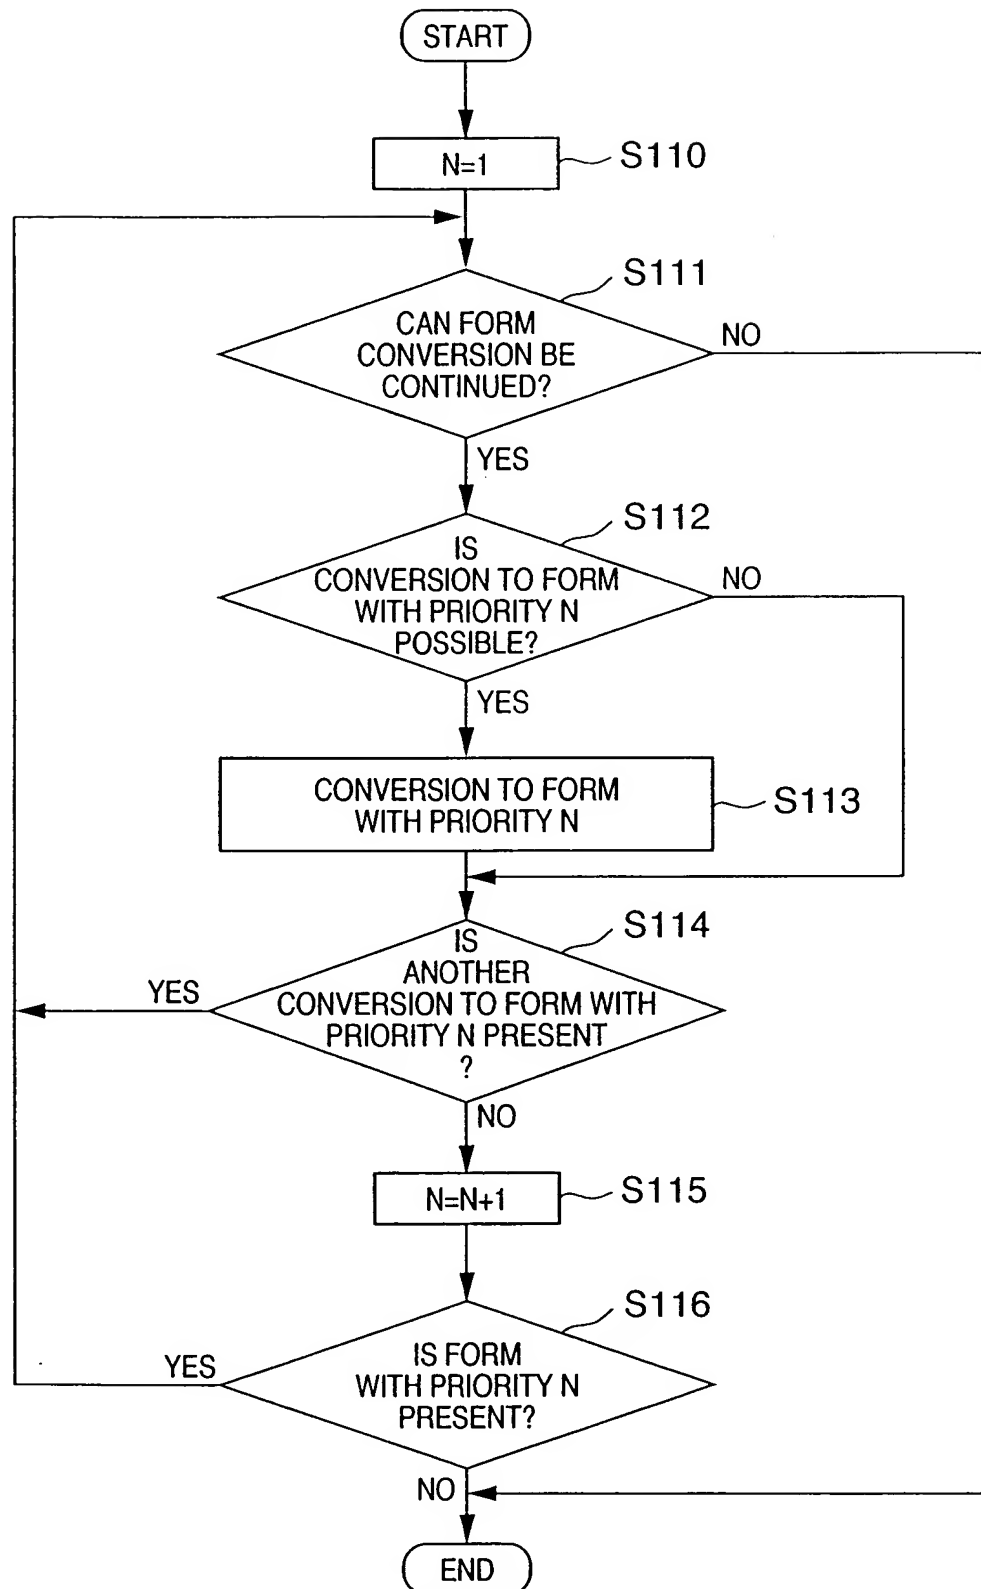 START
N=1
S110
S111
CAN FORM
CONVERSION BE
CONTINUED?
NO
YES
S112
IS
CONVERSION TO FORM
WITH PRIORITY N
POSSIBLE?
NO
YES
CONVERSION TO FORM
WITH PRIORITY N
S113
S114
IS
ANOTHER
CONVERSION TO FORM WITH
PRIORITY N PRESENT
?
YES
NO
N=N+1
S115
S116
IS FORM
WITH PRIORITY N
PRESENT?
YES
NO
END